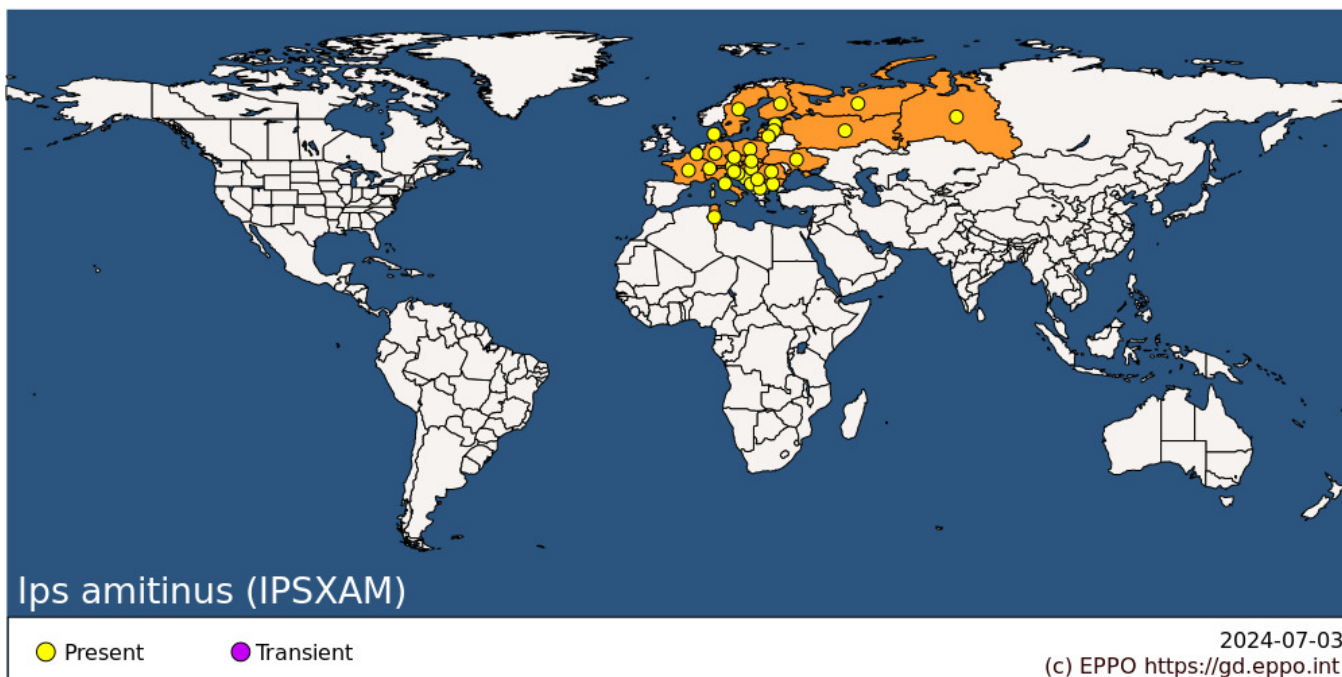 Ips amitinus (IPSXAM)
Present
Transient
2024-07-03
(c) EPPO https://gd.eppo.int